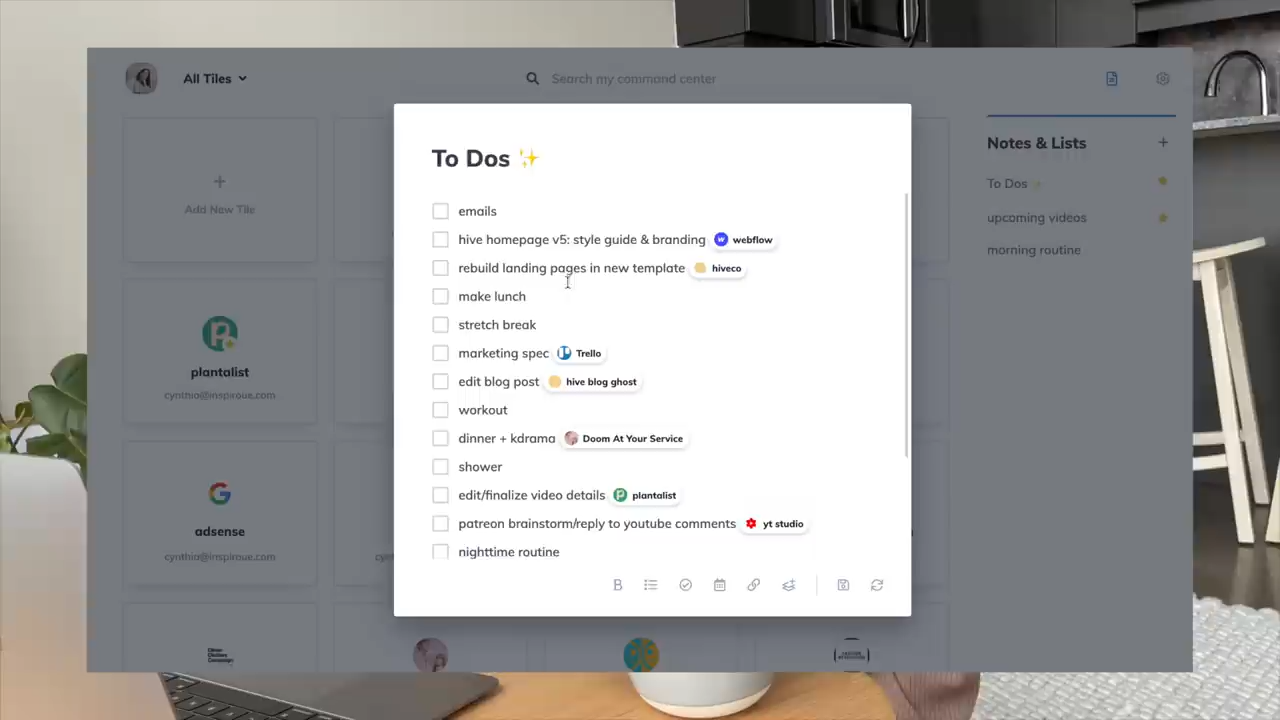 All Tiles
Search my command center
Add New Tile
plantalist
cynthia@inspiroue.com
adsense
cynthia@inspiroue.com
To Dos ✨
emails
hive homepage v5: style guide & branding webflow
rebuild landing pages in new template hiveco
make lunch
stretch break
marketing spec Trello
edit blog post hive blog ghost
workout
dinner + kdrama Doom At Your Service
shower
edit/finalize video details plantalist
patreon brainstorm/reply to youtube comments yt studio
nighttime routine
B
Notes & Lists
To Dos ✨
upcoming videos
morning routine